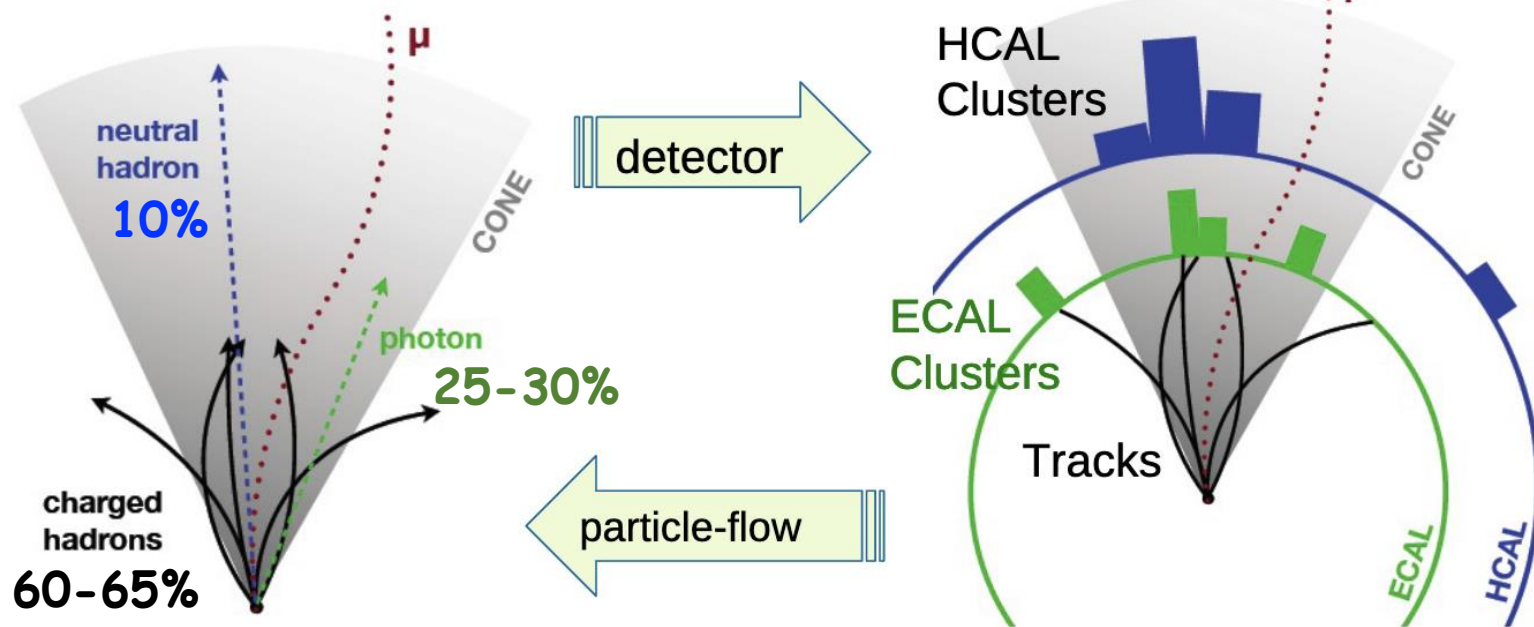 μ
neutral
hadron
10%
CONE
photon
25-30%
charged
hadrons
60-65%
detector
particle-flow
HCAL
Clusters
CONE
ECAL
Clusters
Tracks
ECAL
HCAL